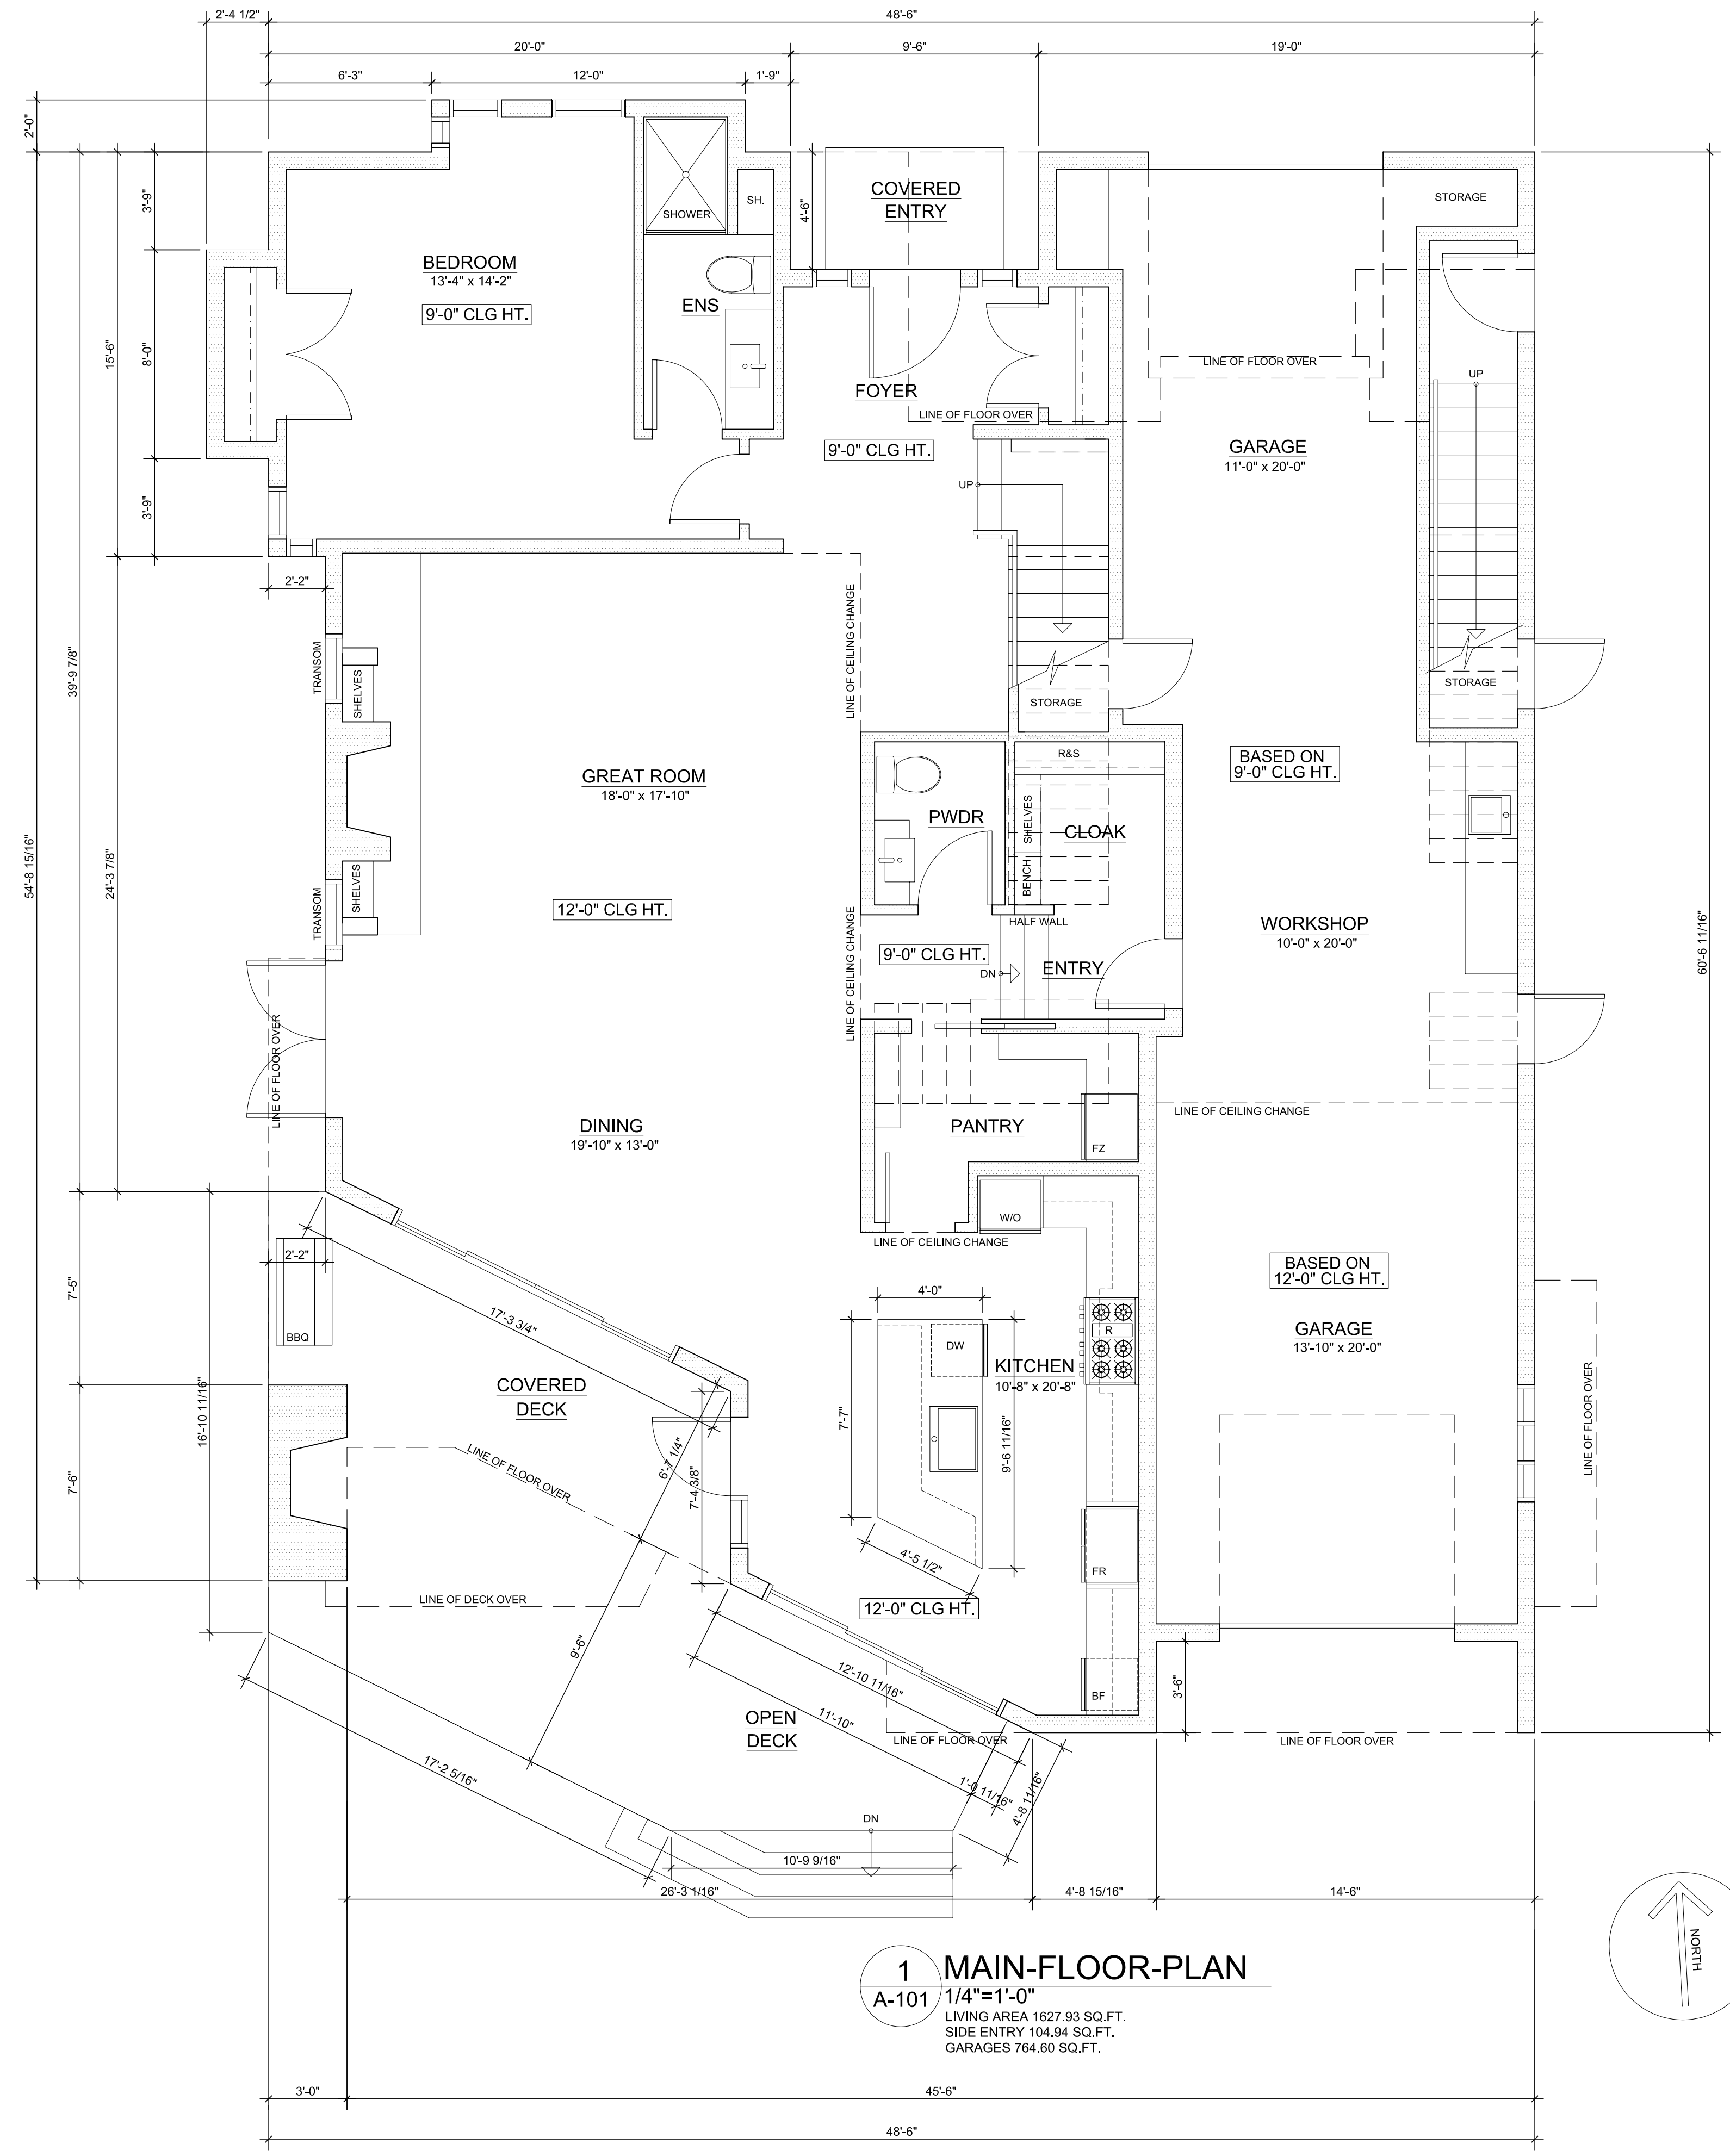 2'-4 1/2"
48'-6"
20'-0"
9'-6"
19'-0"
6'-3"
12'-0"
1'-9"
2'-0"
3'-9"
4'-6"
COVERED
ENTRY
STORAGE
SHOWER
SH.
BEDROOM
13'-4" x 14'-2"
9'-0" CLG HT.
ENS
15'-6"
8'-0"
LINE OF FLOOR OVER
UP
FOYER
LINE OF FLOOR OVER
9'-0" CLG HT.
GARAGE
11'-0" x 20'-0"
UP
3'-9"
2'-2"
39'-9 7/8"
TRANSOM
SHELVES
LINE OF CEILING CHANGE
STORAGE
STORAGE
R&S
BASED ON
9'-0" CLG HT.
GREAT ROOM
18'-0" x 17'-10"
PWDR
SHELVES
CLOAK
54'-8 15/16"
24'-3 7/8"
BENCH
TRANSOM
SHELVES
12'-0" CLG HT.
HALF WALL
WORKSHOP
10'-0" x 20'-0"
60'-6 11/16"
LINE OF CEILING CHANGE
9'-0" CLG HT.
DN
ENTRY
LINE OF FLOOR OVER
LINE OF CEILING CHANGE
DINING
19'-10" x 13'-0"
PANTRY
FZ
W/O
LINE OF CEILING CHANGE
2'-2"
7'-5"
BASED ON
12'-0" CLG HT.
17'-3 3/4"
4'-0"
BBQ
DW
R
GARAGE
13'-10" x 20'-0"
KITCHEN
10'-8" x 20'-8"
COVERED
DECK
16'-10 11/16"
7'-7"
9'-6 11/16"
LINE OF FLOOR OVER
6'-7 1/4"
7'-4 3/8"
LINE OF FLOOR OVER
7'-6"
4'-5 1/2"
FR
LINE OF DECK OVER
12'-0" CLG HT.
9'-6"
12'-10 11/16"
BF
3'-6"
11'-10"
OPEN
DECK
LINE OF FLOOR OVER
LINE OF FLOOR OVER
17'-2 5/16"
1'-0 11/16"
4'-8 11/16"
DN
10'-9 9/16"
26'-3 1/16"
4'-8 15/16"
14'-6"
NORTH
1
A-101
MAIN-FLOOR-PLAN
1/4"=1'-0"
LIVING AREA 1627.93 SQ.FT.
SIDE ENTRY 104.94 SQ.FT.
GARAGES 764.60 SQ.FT.
3'-0"
45'-6"
48'-6"